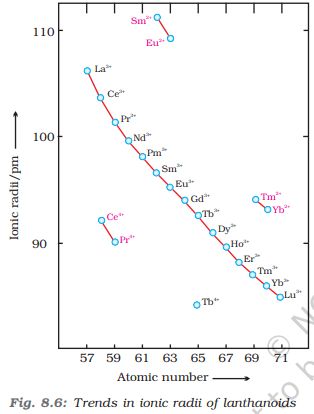 Sm²⁺
110
Eu²⁺
La³⁺
Ce³⁺
Pr³⁺
Nd³⁺
100
Pm³⁺
Sm³⁺
Eu³⁺
Gd³⁺
Tm²⁺
Yb²⁺
Tb³⁺
Ce⁴⁺
Dy³⁺
Pr⁴⁺
Ho³⁺
90
Er³⁺
Tm³⁺
Yb³⁺
Lu³⁺
Tb⁴⁺
Ionic radii/pm
57 59 61 63 65 67 69 71
Atomic number
Fig. 8.6: Trends in ionic radii of lanthanoids